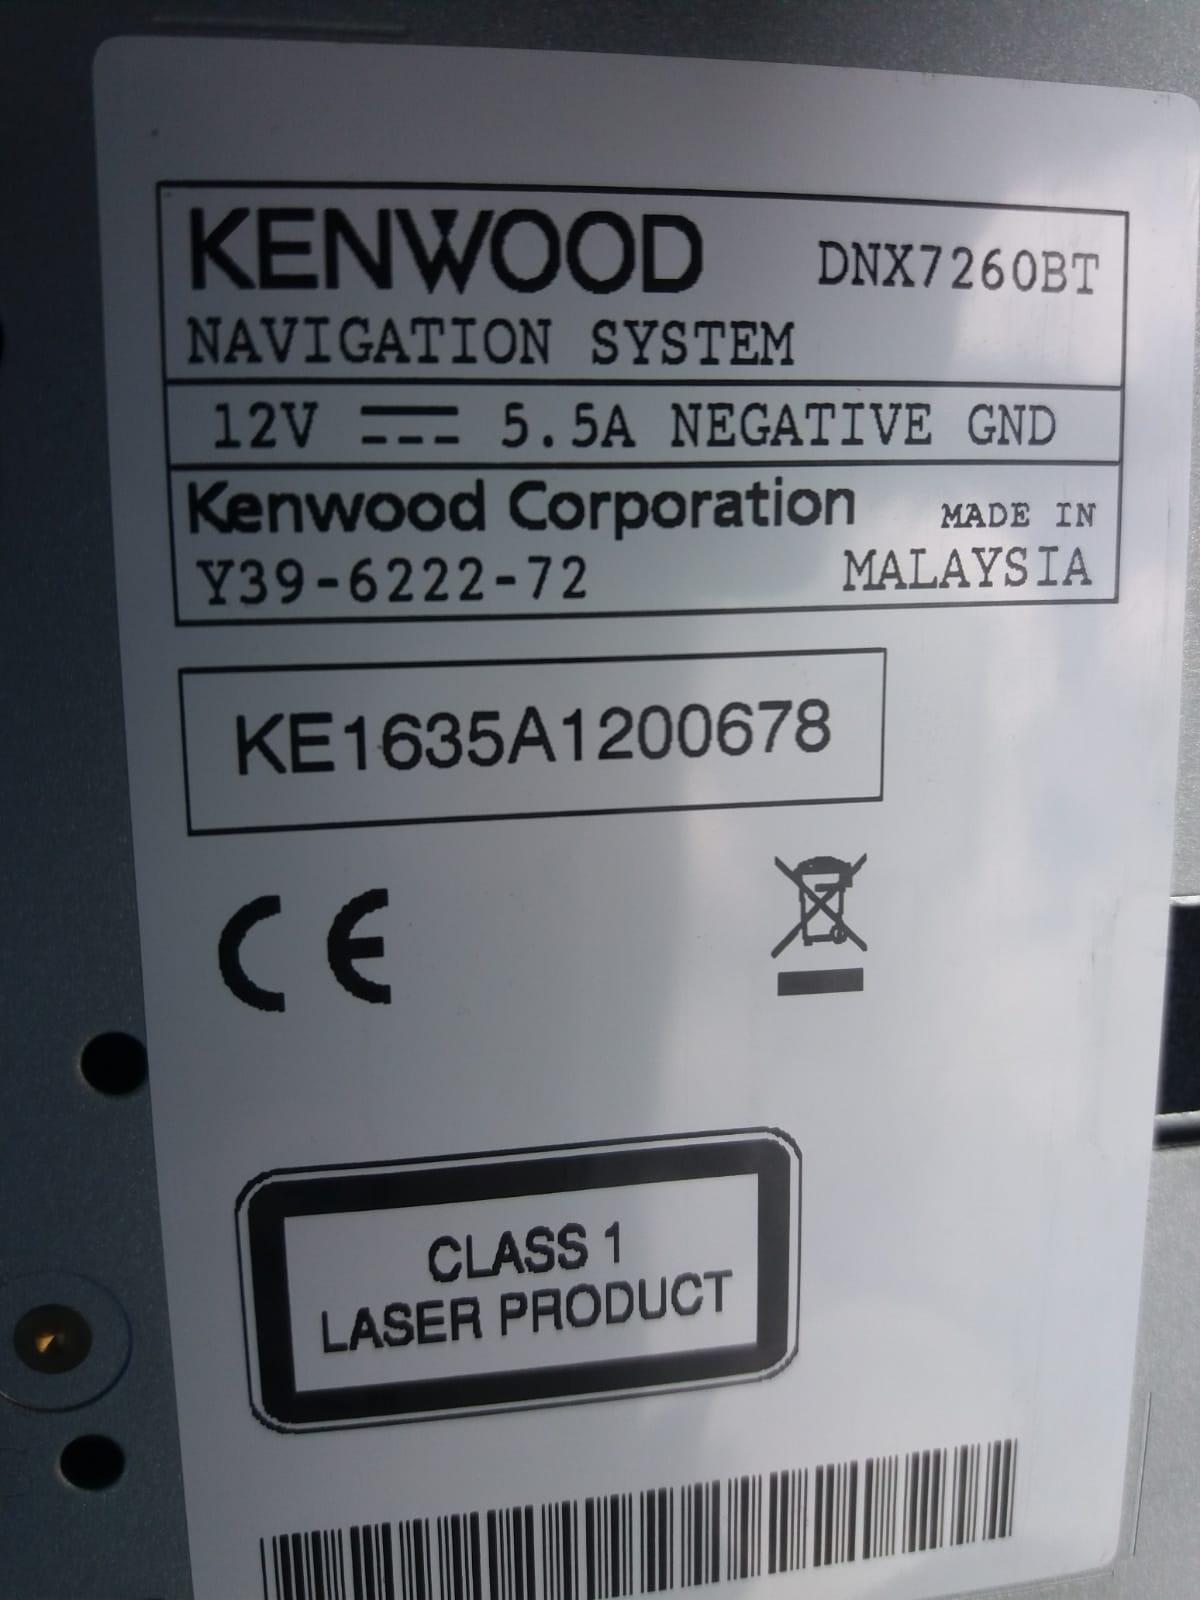 KENWOOD DNX7260BT
NAVIGATION SYSTEM
12V 5.5A NEGATIVE GND
Kenwood Corporation MADE IN
Y39-6222-72 MALAYSIA
KE1635A1200678
CE
CLASS 1
LASER PRODUCT